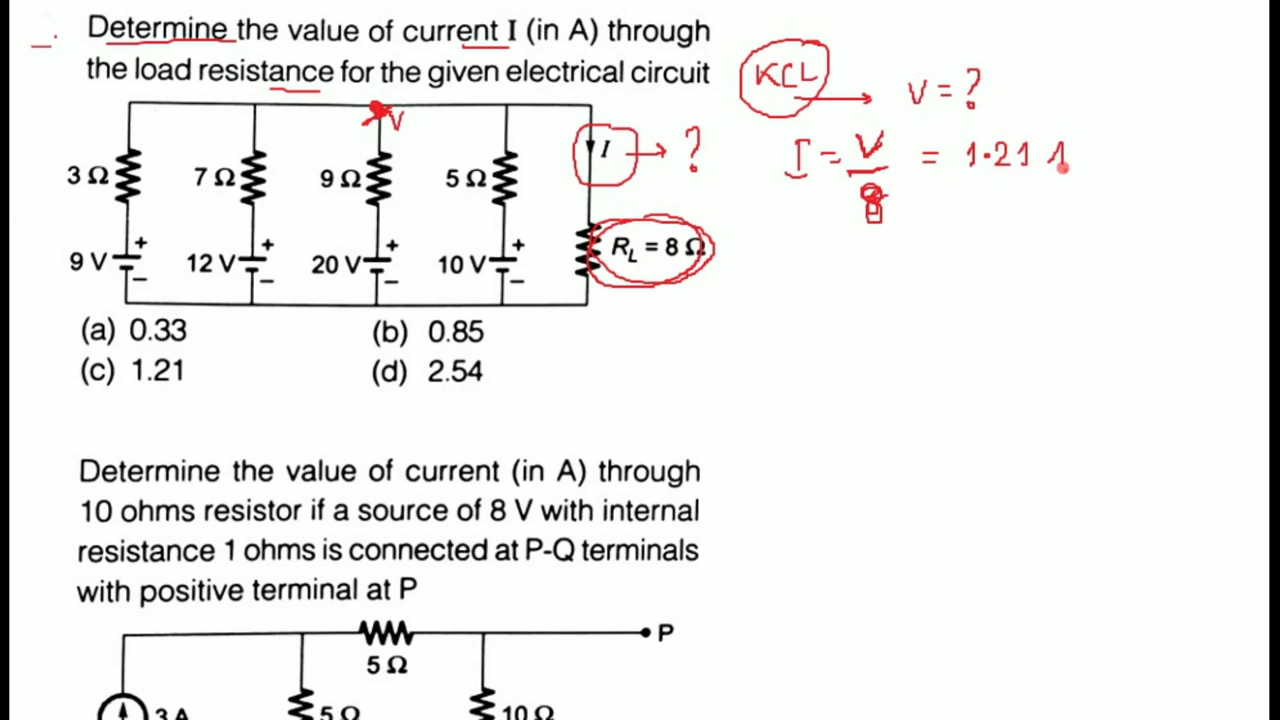 Determine the value of current I (in A) through
the load resistance for the given electrical circuit
KCL
V = ?
I = V/8 = 1.21 A
V
I
?
3 Ω
7 Ω
9 Ω
5 Ω
R_L = 8 Ω
9 V + −
12 V + −
20 V + −
10 V + −
(a) 0.33
(b) 0.85
(c) 1.21
(d) 2.54
Determine the value of current (in A) through
10 ohms resistor if a source of 8 V with internal
resistance 1 ohms is connected at P-Q terminals
with positive terminal at P
P
5 Ω
3 A
5 Ω
10 Ω